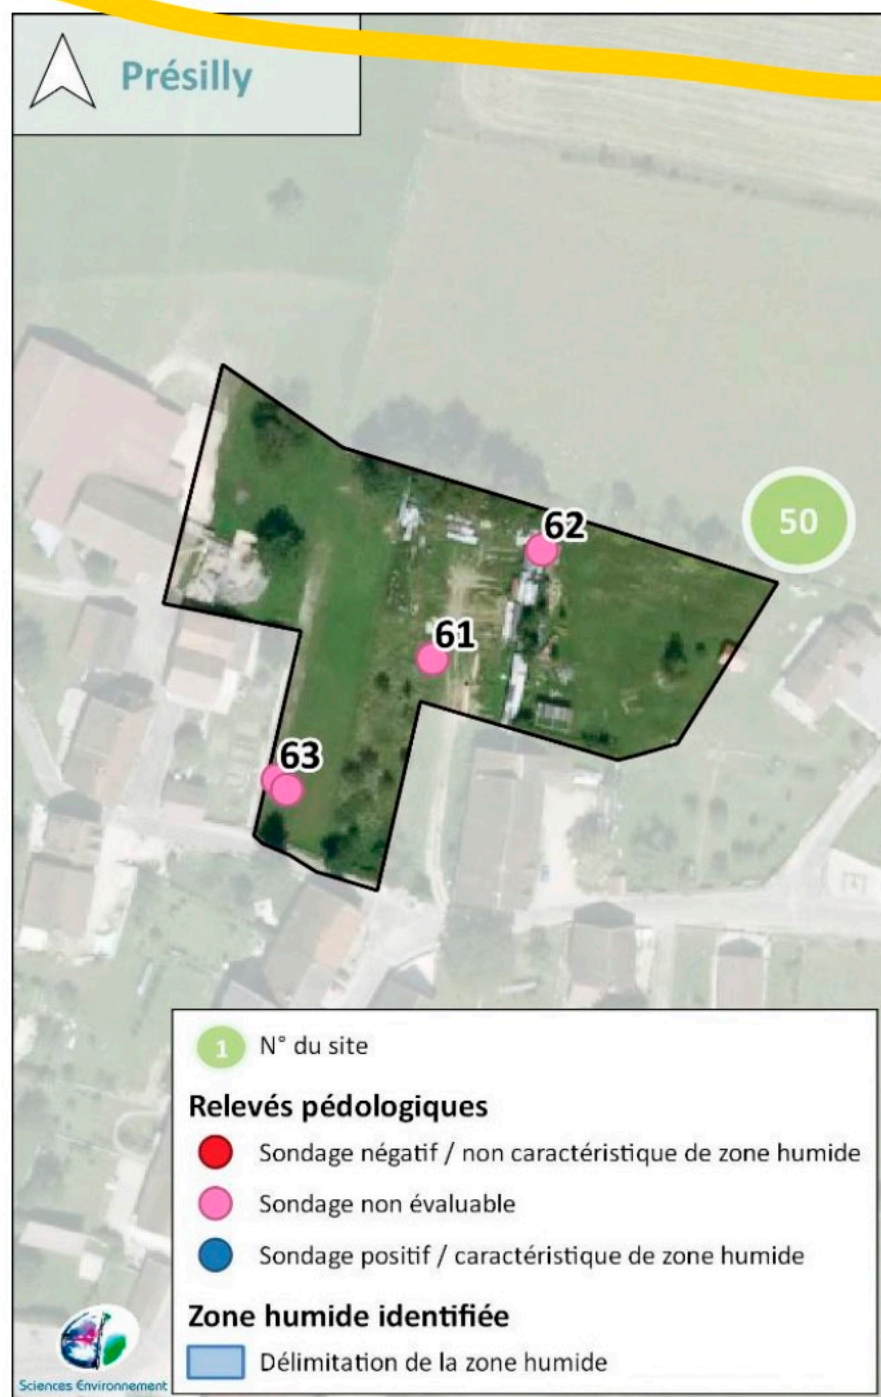 Présilly
50
62
61
63
1 N° du site
Relevés pédologiques
Sondage négatif / non caractéristique de zone humide
Sondage non évaluable
Sondage positif / caractéristique de zone humide
Zone humide identifiée
Délimitation de la zone humide
Sciences Environnement